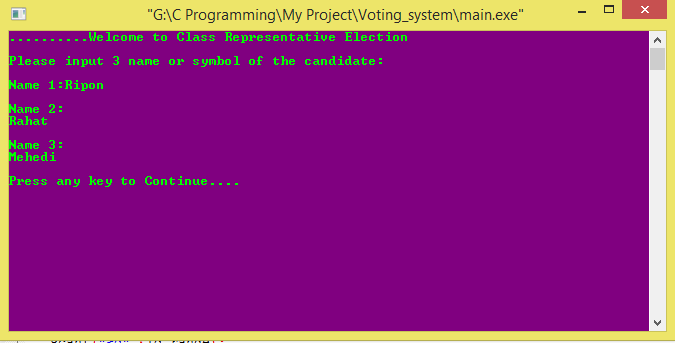 "G:\C Programming\My Project\Voting_system\main.exe"
..........Welcome to Class Representative Election
Please input 3 name or symbol of the candidate:
Name 1:Ripon
Name 2:
Rahat
Name 3:
Mehedi
Press any key to Continue....